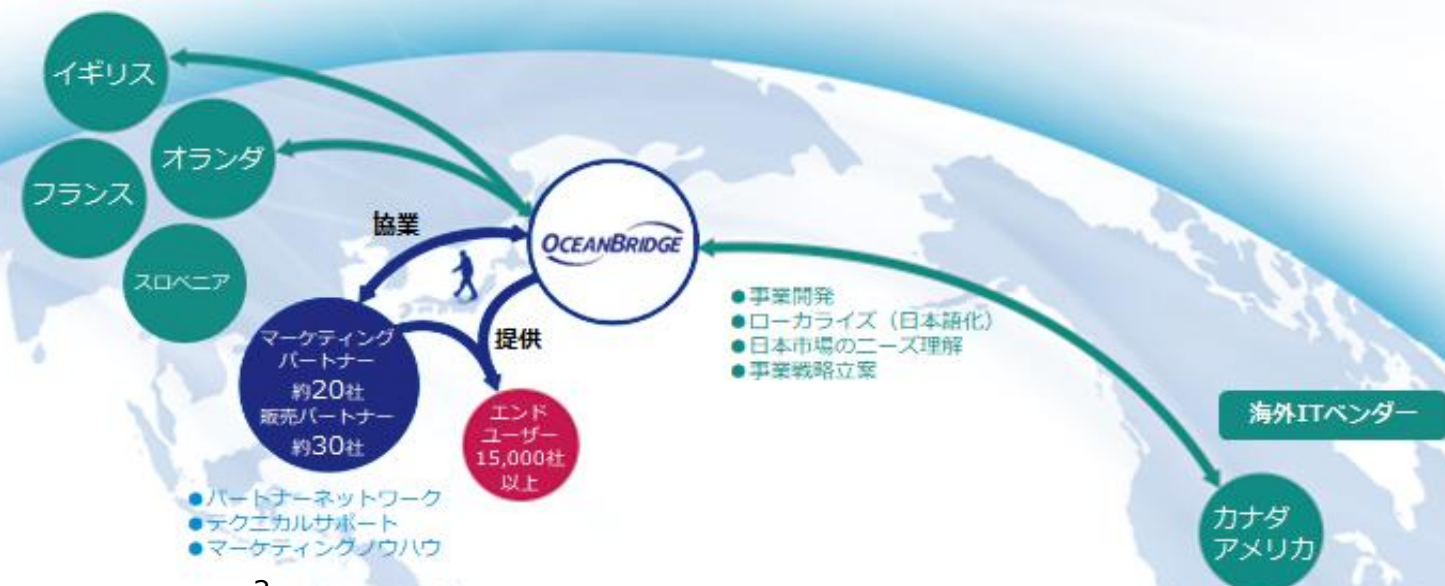 イギリス
オランダ
フランス
スロベニア
協業
OCEANBRIDGE
マーケティング
パートナー
約20社
販売パートナー
約30社
提供
エンド
ユーザー
15,000社
以上
●事業開発
●ローカライズ（日本語化）
●日本市場のニーズ理解
●事業戦略立案
海外ITベンダー
カナダ
アメリカ
●パートナーネットワーク
●テクニカルサポート
●マーケティングノウハウ